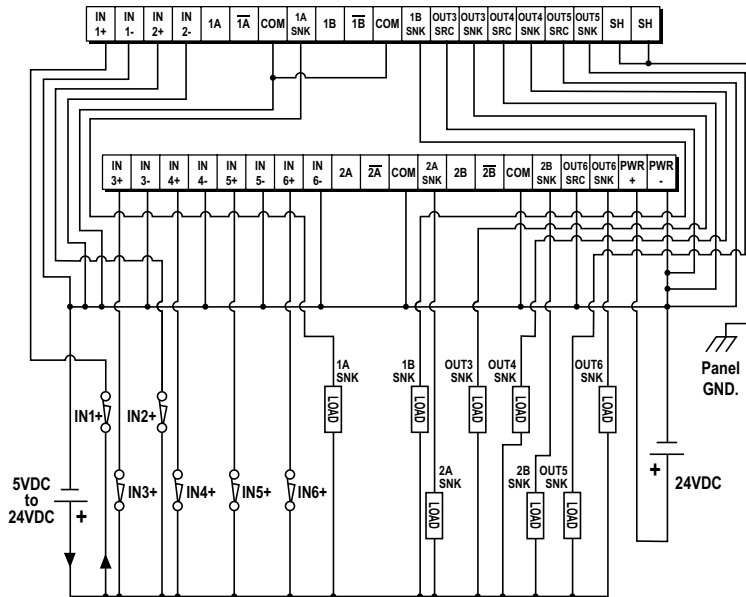 IN 1+ IN 1- IN 2+ IN 2- 1A 1A COM 1A SNK 1B 1B COM 1B SNK OUT3 SRC OUT3 SNK OUT4 SRC OUT4 SNK OUT5 SRC OUT5 SNK SH SH
IN 3+ IN 3- IN 4+ IN 4- IN 5+ IN 5- IN 6+ IN 6- 2A 2A COM 2A SNK 2B 2B COM 2B SNK OUT6 SRC OUT6 SNK PWR + PWR -
Panel
GND.
1A
SNK
LOAD
1B
SNK
LOAD
OUT3
SNK
LOAD
OUT4
SNK
LOAD
OUT6
SNK
LOAD
IN1+
IN2+
5VDC
to
24VDC
+
IN3+
IN4+
IN5+
IN6+
2A
SNK
LOAD
2B
SNK
LOAD
OUT5
SNK
LOAD
+
24VDC